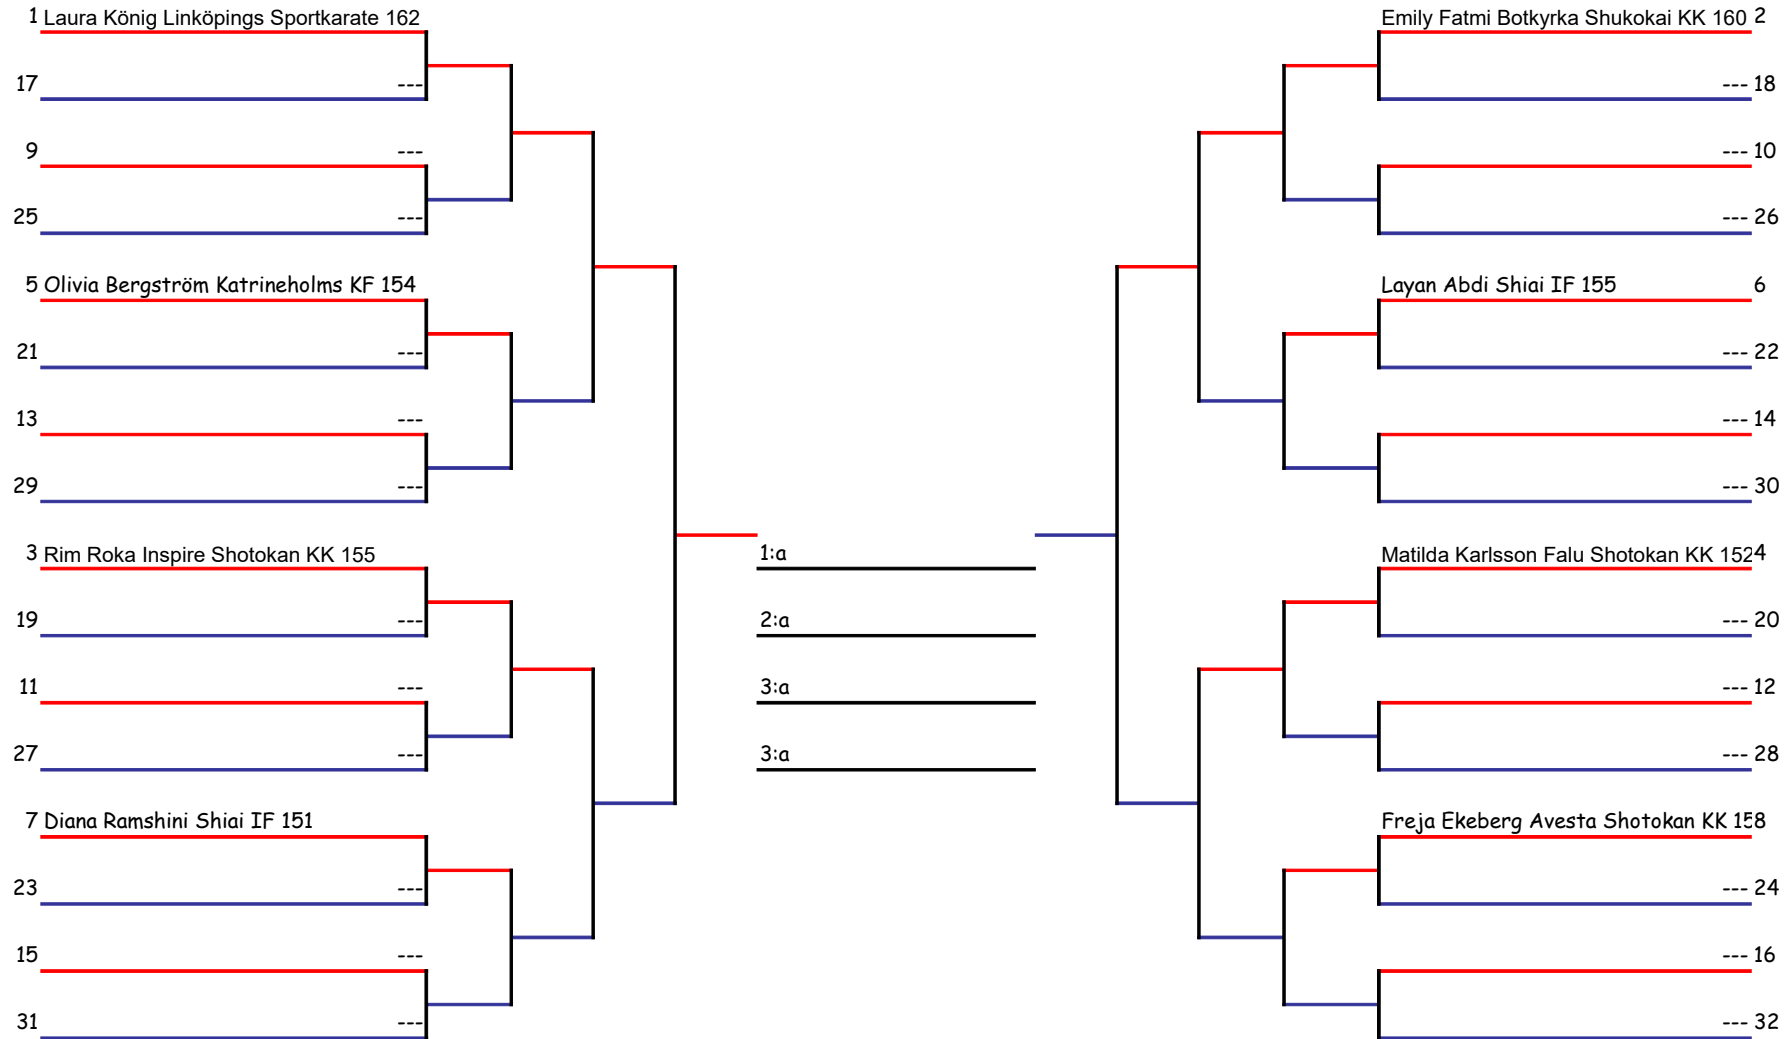 1 Laura König Linköpings Sportkarate 162
17 ---
9 ---
25 ---
5 Olivia Bergström Katrineholms KF 154
21 ---
13 ---
29 ---
3 Rim Roka Inspire Shotokan KK 155
19 ---
11 ---
27 ---
7 Diana Ramshini Shiai IF 151
23 ---
15 ---
31 ---
1:a
2:a
3:a
3:a
Emily Fatmi Botkyrka Shukokai KK 160 2
--- 18
--- 10
--- 26
Layan Abdi Shiai IF 155 6
--- 22
--- 14
--- 30
Matilda Karlsson Falu Shotokan KK 152 4
--- 20
--- 12
--- 28
Freja Ekeberg Avesta Shotokan KK 8
--- 24
--- 16
--- 32